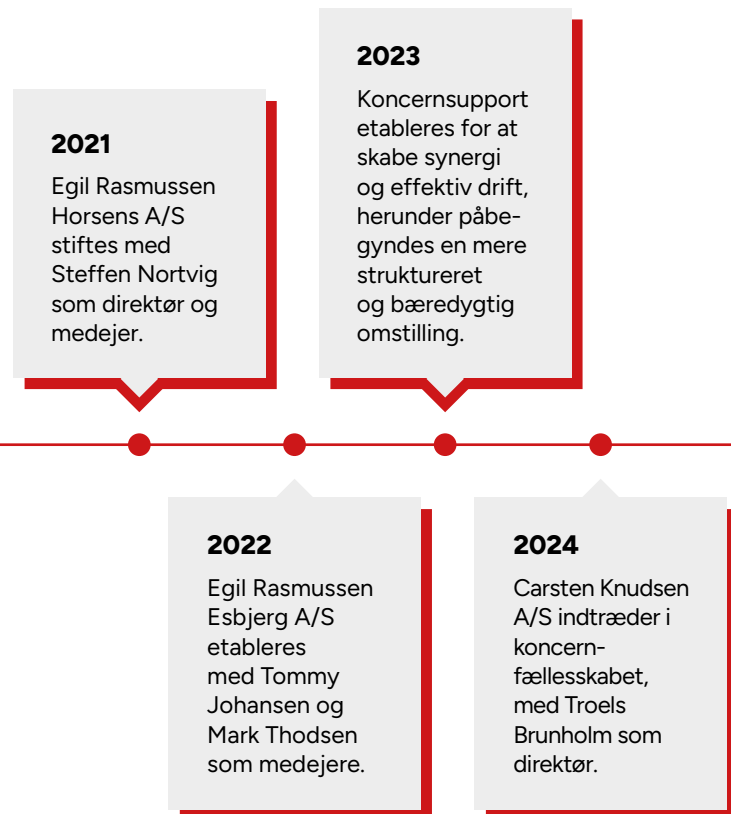 2021
Egil Rasmussen
Horsens A/S
stiftes med
Steffen Nortvig
som direktør og
medejer.
2022
Egil Rasmussen
Esbjerg A/S
etableres
med Tommy
Johansen og
Mark Thodsen
som medejere.
2023
Koncernsupport
etableres for at
skabe synergi
og effektiv drift,
herunder påbe-
gyndes en mere
struktureret
og bæredygtig
omstilling.
2024
Carsten Knudsen
A/S indtræder i
koncern-
fællesskabet,
med Troels
Brunholm som
direktør.